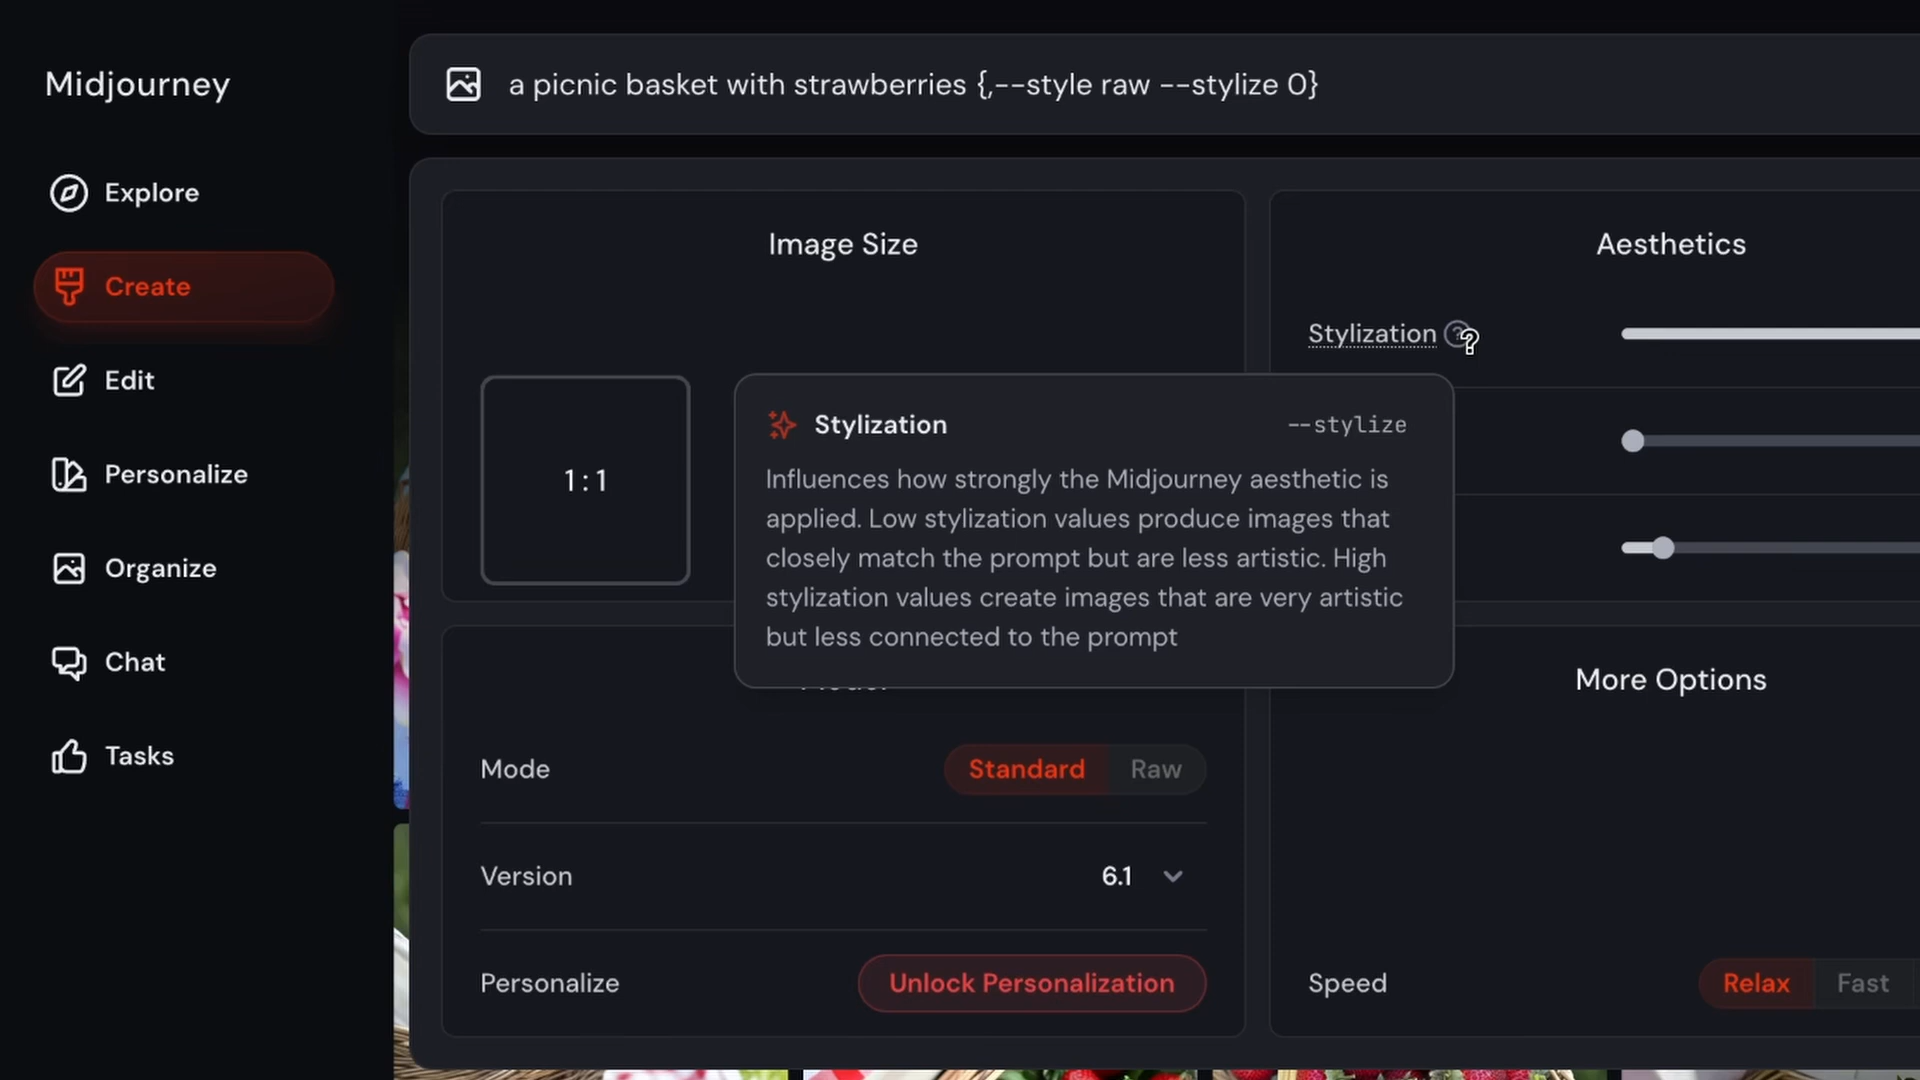 Midjourney
a picnic basket with strawberries {,--style raw --stylize 0}
Explore
Create
Edit
Personalize
Organize
Chat
Tasks
Image Size
1:1
Aesthetics
Stylization
Stylization
--stylize
Influences how strongly the Midjourney aesthetic is
applied. Low stylization values produce images that
closely match the prompt but are less artistic. High
stylization values create images that are very artistic
but less connected to the prompt
Mode
Standard
Raw
Version
6.1
Personalize
Unlock Personalization
More Options
Speed
Relax
Fast